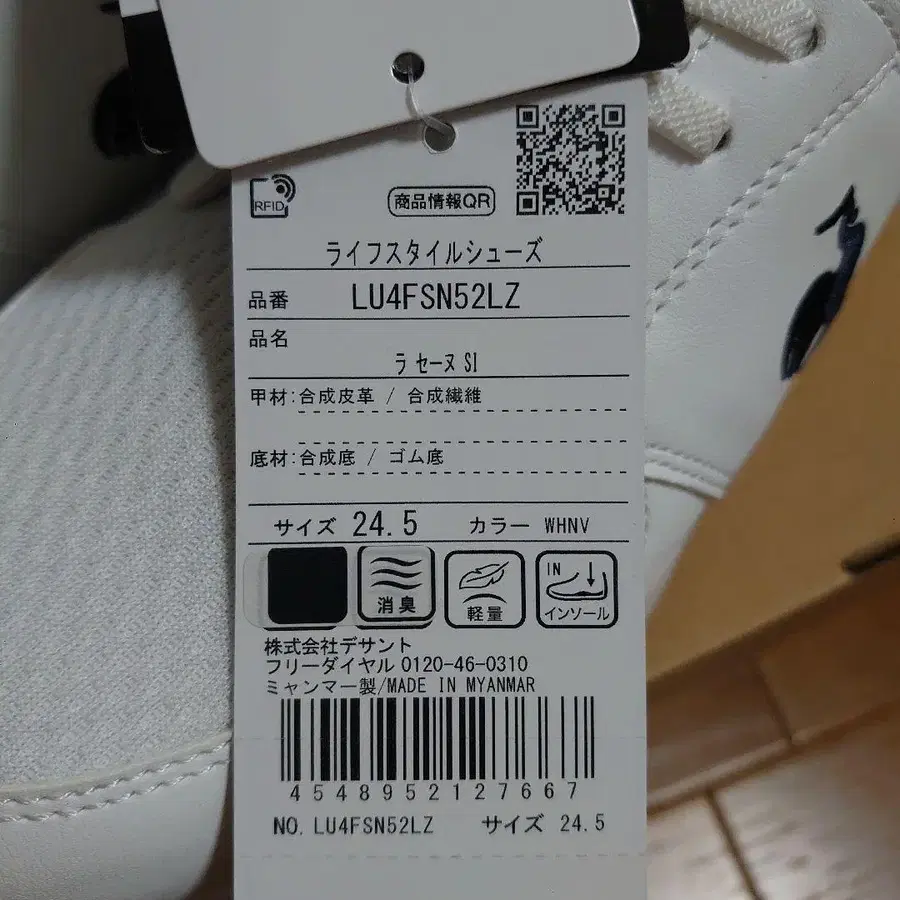 RFID
商品情報QR
ライフスタイルシューズ
品番 LU4FSN52LZ
品名
ラ セーヌ SI
甲材:合成皮革 / 合成繊維
底材:合成底 / ゴム底
サイズ 24.5 カラー WHNV
消臭
軽量
IN
インソール
株式会社デサント
フリーダイヤル 0120-46-0310
ミャンマー製/MADE IN MYANMAR
4548952127667
NO. LU4FSN52LZ サイズ 24.5